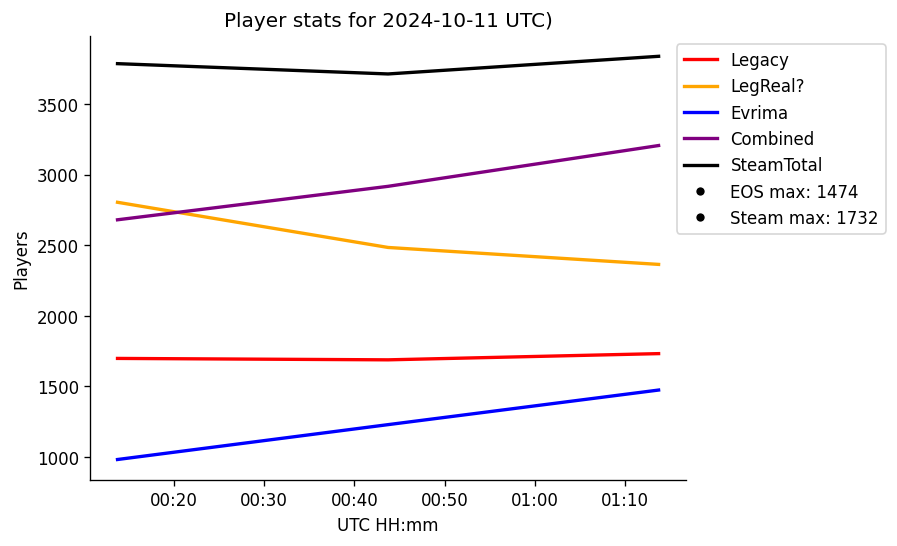 Player stats for 2024-10-11 UTC)
Legacy
LegReal?
Evrima
Combined
SteamTotal
EOS max: 1474
Steam max: 1732
3500
3000
2500
2000
1500
1000
Players
00:20 00:30 00:40 00:50 01:00 01:10
UTC HH:mm